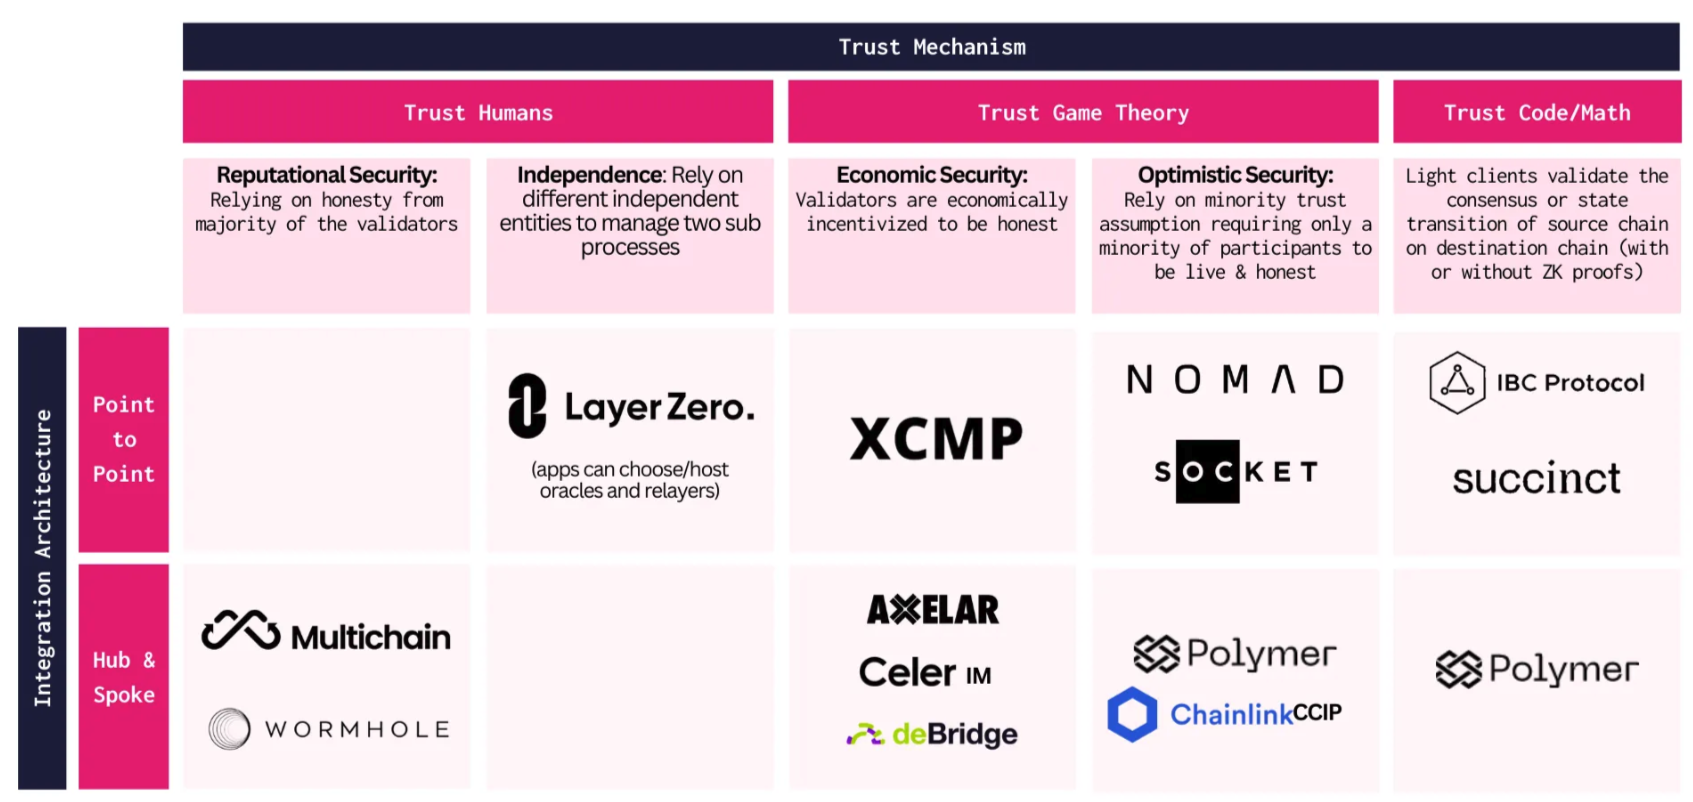 Trust Mechanism
Trust Humans
Trust Game Theory
Trust Code/Math
Reputational Security:
Relying on honesty from
majority of the validators
Independence: Rely on
different independent
entities to manage two sub
processes
Economic Security:
Validators are economically
incentivized to be honest
Optimistic Security:
Rely on minority trust
assumption requiring only a
minority of participants to
be live & honest
Light clients validate the
consensus or state
transition of source chain
on destination chain (with
or without ZK proofs)
Integration Architecture
Point
to
Point
LayerZero.
(apps can choose/host
oracles and relayers)
XCMP
NOMAD
SOCKET
IBC Protocol
succinct
Hub &
Spoke
Multichain
WORMHOLE
AXELAR
Celer IM
deBridge
Polymer
ChainlinkCCIP
Polymer